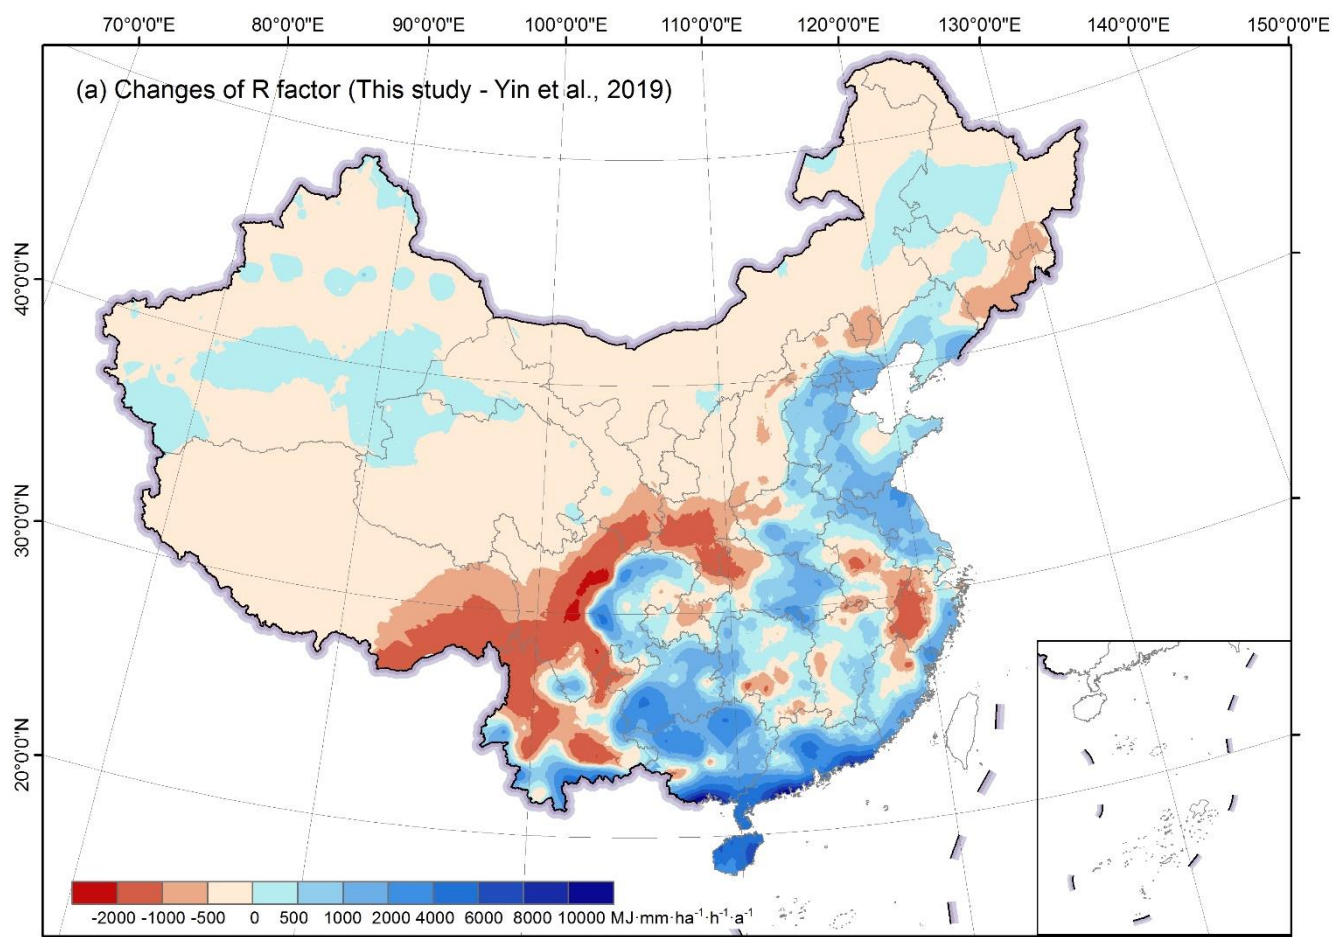 70°0'0"E 80°0'0"E 90°0'0"E 100°0'0"E 110°0'0"E 120°0'0"E 130°0'0"E 140°0'0"E 150°0'0"E
(a) Changes of R factor (This study - Yin et al., 2019)
40°0'0"N
30°0'0"N
20°0'0"N
-2000 -1000 -500 0 500 1000 2000 4000 6000 8000 10000 MJ·mm·ha⁻¹·h⁻¹·a⁻¹